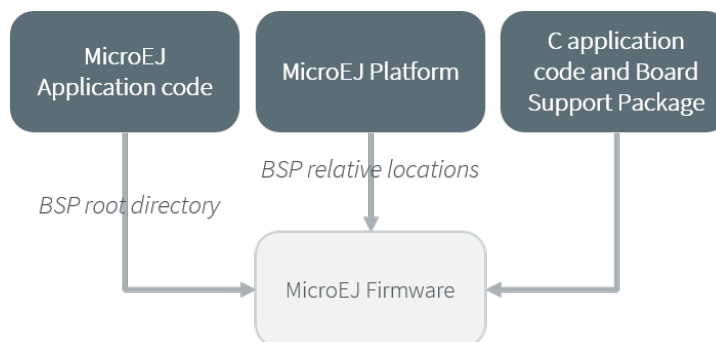 MicroEJ
Application code
MicroEJ Platform
C application
code and Board
Support Package
BSP relative locations
BSP root directory
MicroEJ Firmware